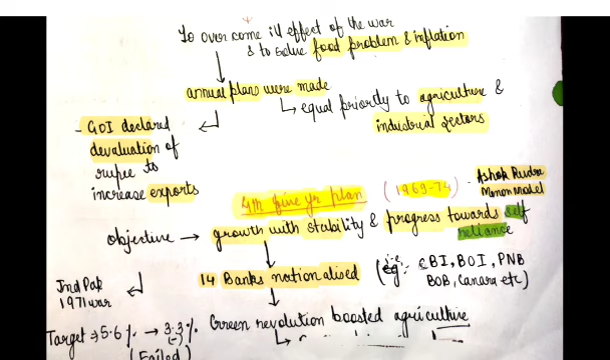 To over come ill effect of the war
& to solve food problem & inflation
annual plans were made
↳ equal priority to agriculture &
industrial sectors
- GOI declared
devaluation of
rupee to
increase exports
4th five yr plan (1969-74) - Ashok Rudra
Manon model
objective → growth with stability & progress towards self
reliance
14 Banks nationalised (eg: CBI, BOI, PNB
BOB, Canara etc)
Ind Pak
1971 war
Green revolution boosted agriculture
Target → 5.6% → 3.3%
(-)
(Failed)